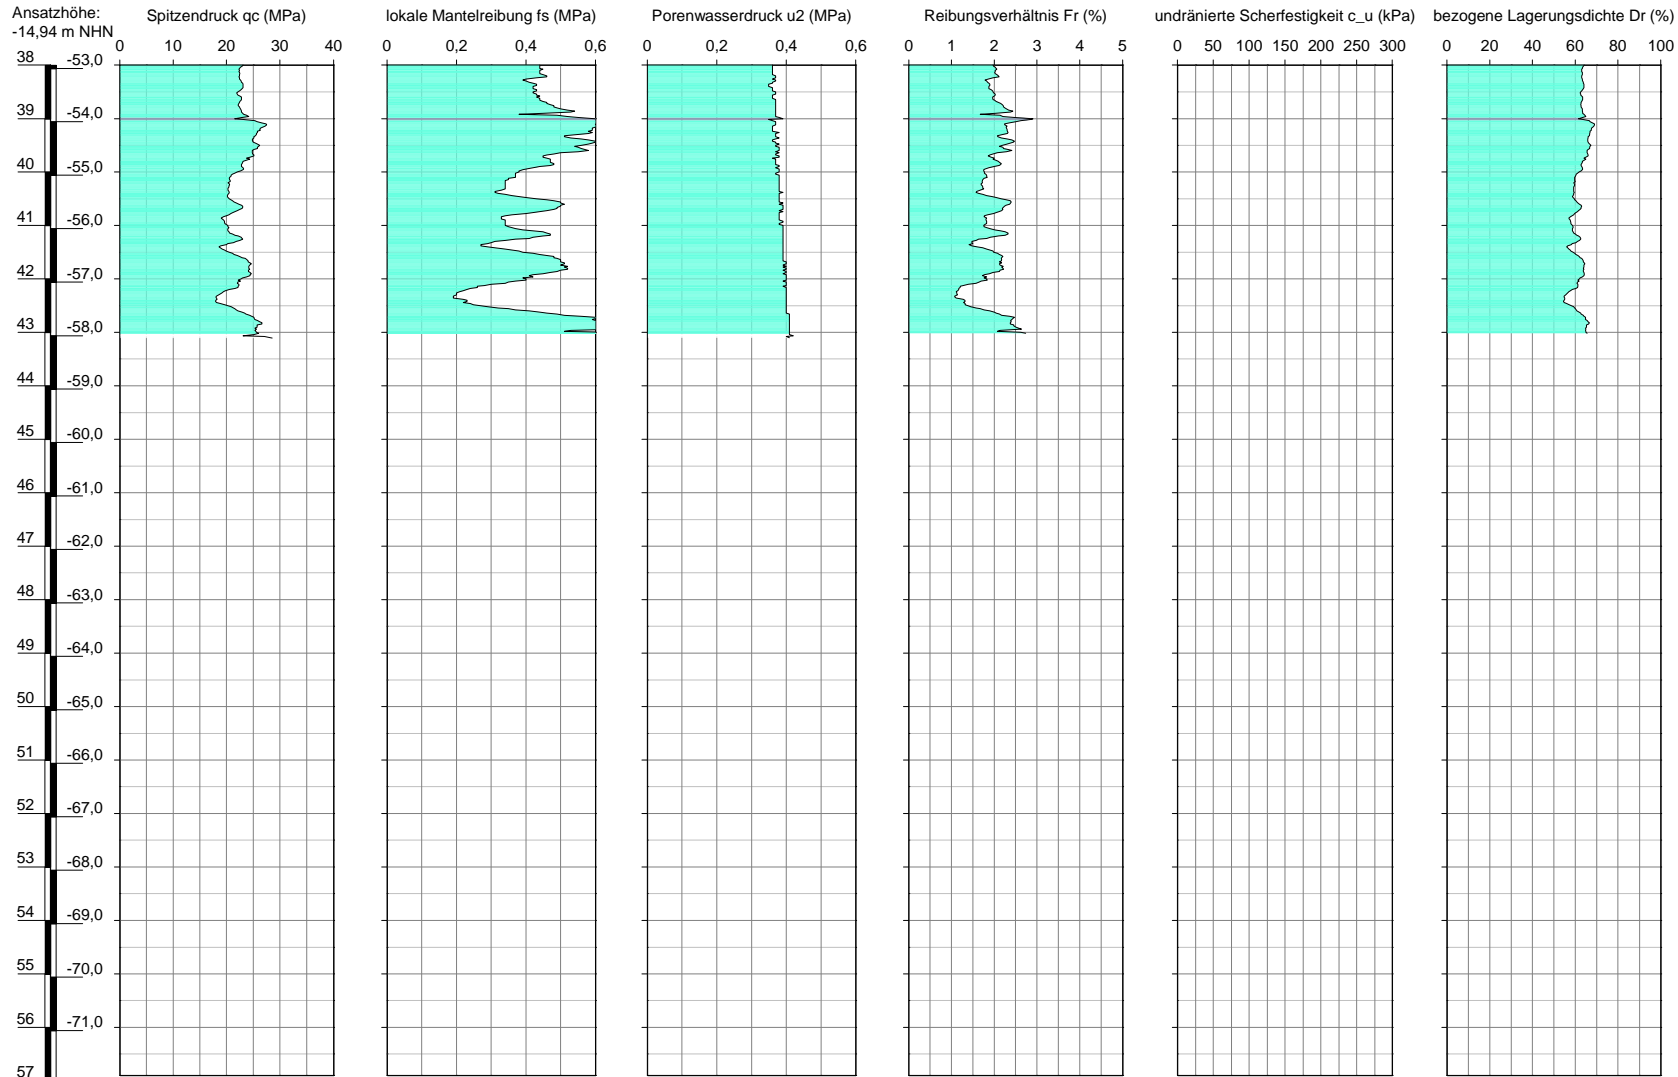 Ansatzhöhe:
-14,94 m NHN
Spitzendruck qc (MPa)
lokale Mantelreibung fs (MPa)
Porenwasserdruck u2 (MPa)
Reibungsverhältnis Fr (%)
undränierte Scherfestigkeit c_u (kPa)
bezogene Lagerungsdichte Dr (%)
0 10 20 30 40
0 0,2 0,4 0,6
0 0,2 0,4 0,6
0 1 2 3 4 5
0 50 100 150 200 250 300
0 20 40 60 80 100
38 -53,0
39 -54,0
40 -55,0
41 -56,0
42 -57,0
43 -58,0
44 -59,0
45 -60,0
46 -61,0
47 -62,0
48 -63,0
49 -64,0
50 -65,0
51 -66,0
52 -67,0
53 -68,0
54 -69,0
55 -70,0
56 -71,0
57